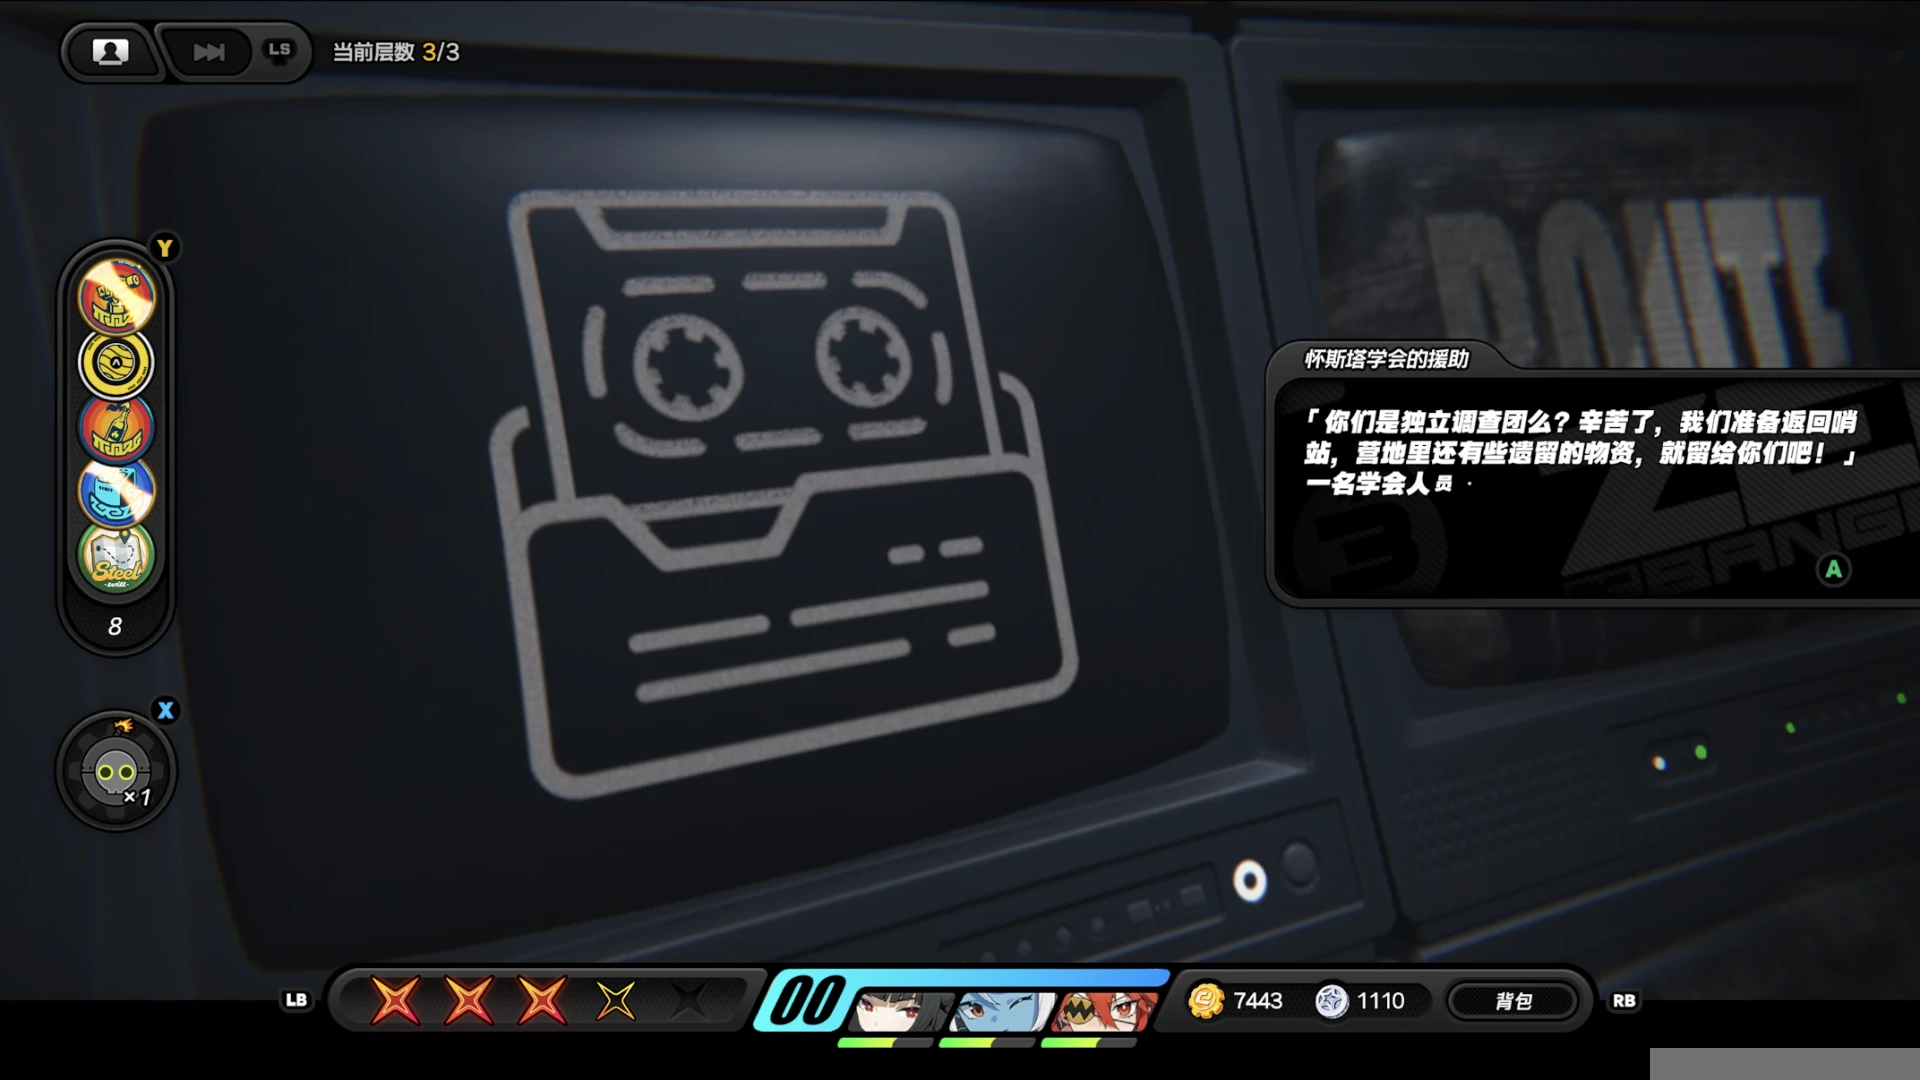 LS
当前层数 3/3
Y
Steel
8
X
×1
怀斯塔学会的援助
「你们是独立调查团么？辛苦了，我们准备返回哨
站，营地里还有些遗留的物资，就留给你们吧！」
一名学会人员
A
LB
00
7443
1110
背包
RB